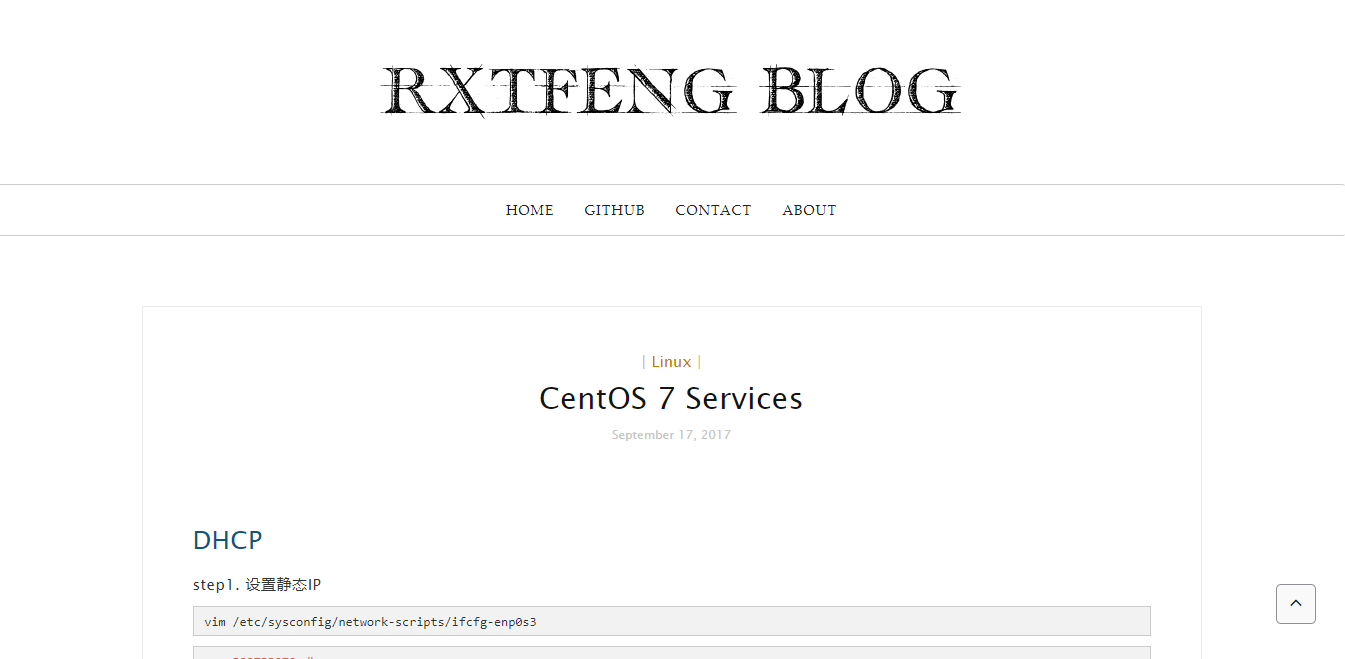 RXTFENG BLOG
HOME GITHUB CONTACT ABOUT
| Linux |
CentOS 7 Services
September 17, 2017
DHCP
step1. 设置静态IP
vim /etc/sysconfig/network-scripts/ifcfg-enp0s3